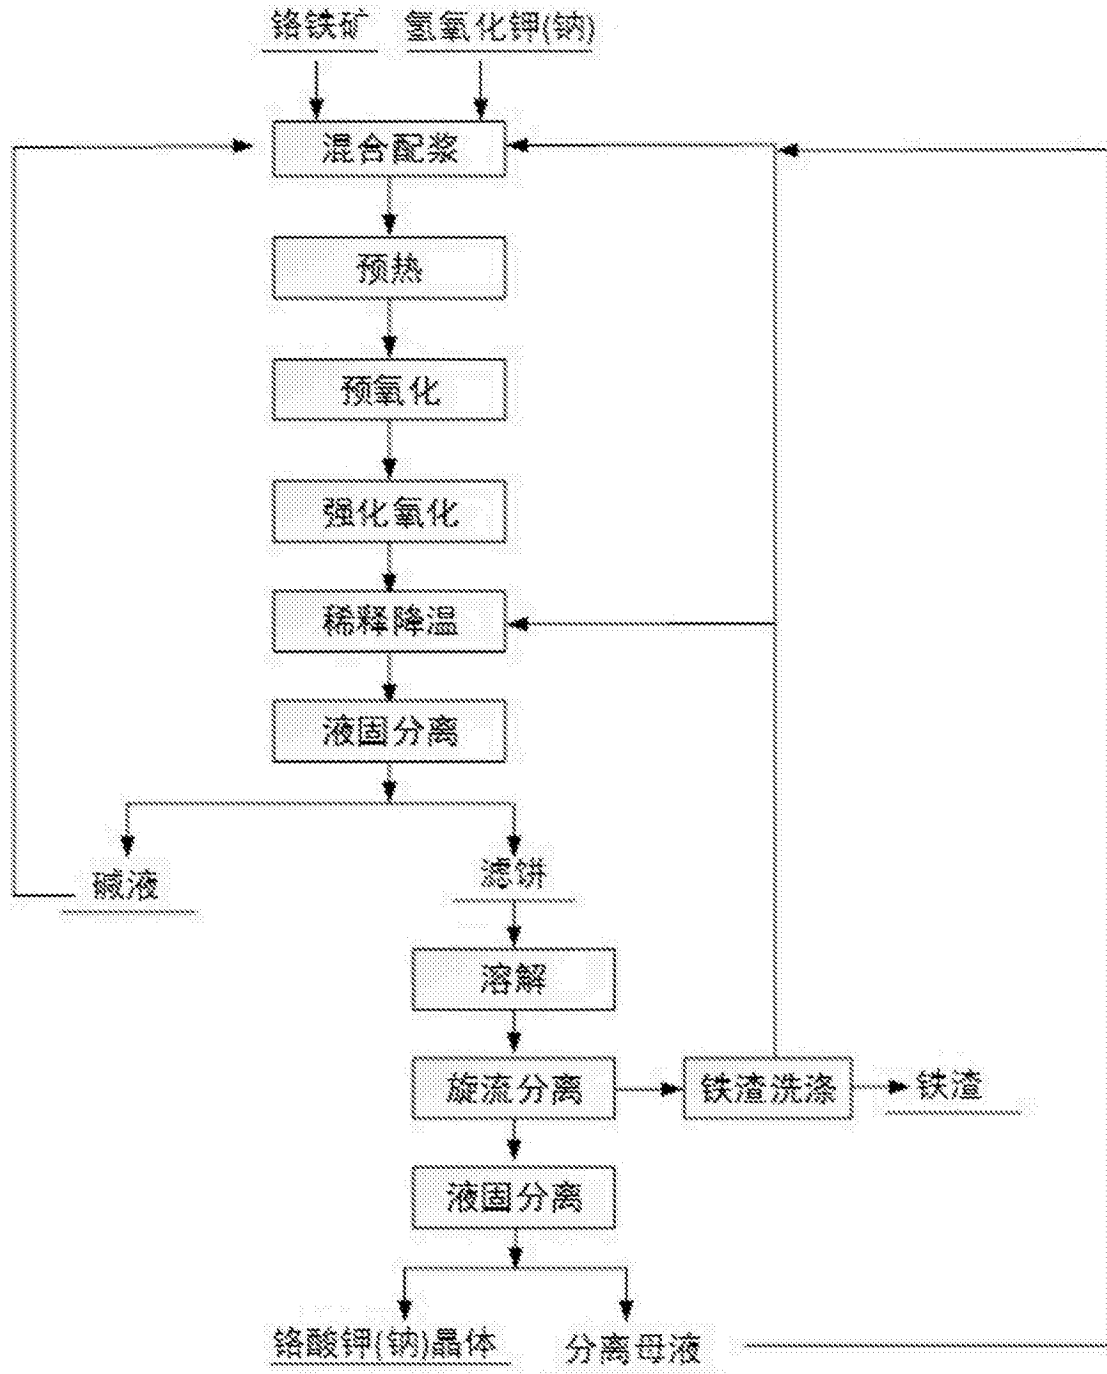 铬铁矿
氢氧化钾(钠)
混合配浆
预热
预氧化
强化氧化
稀释降温
液固分离
碱液
滤饼
溶解
旋流分离
铁渣洗涤
铁渣
液固分离
铬酸钾(钠)晶体
分离母液